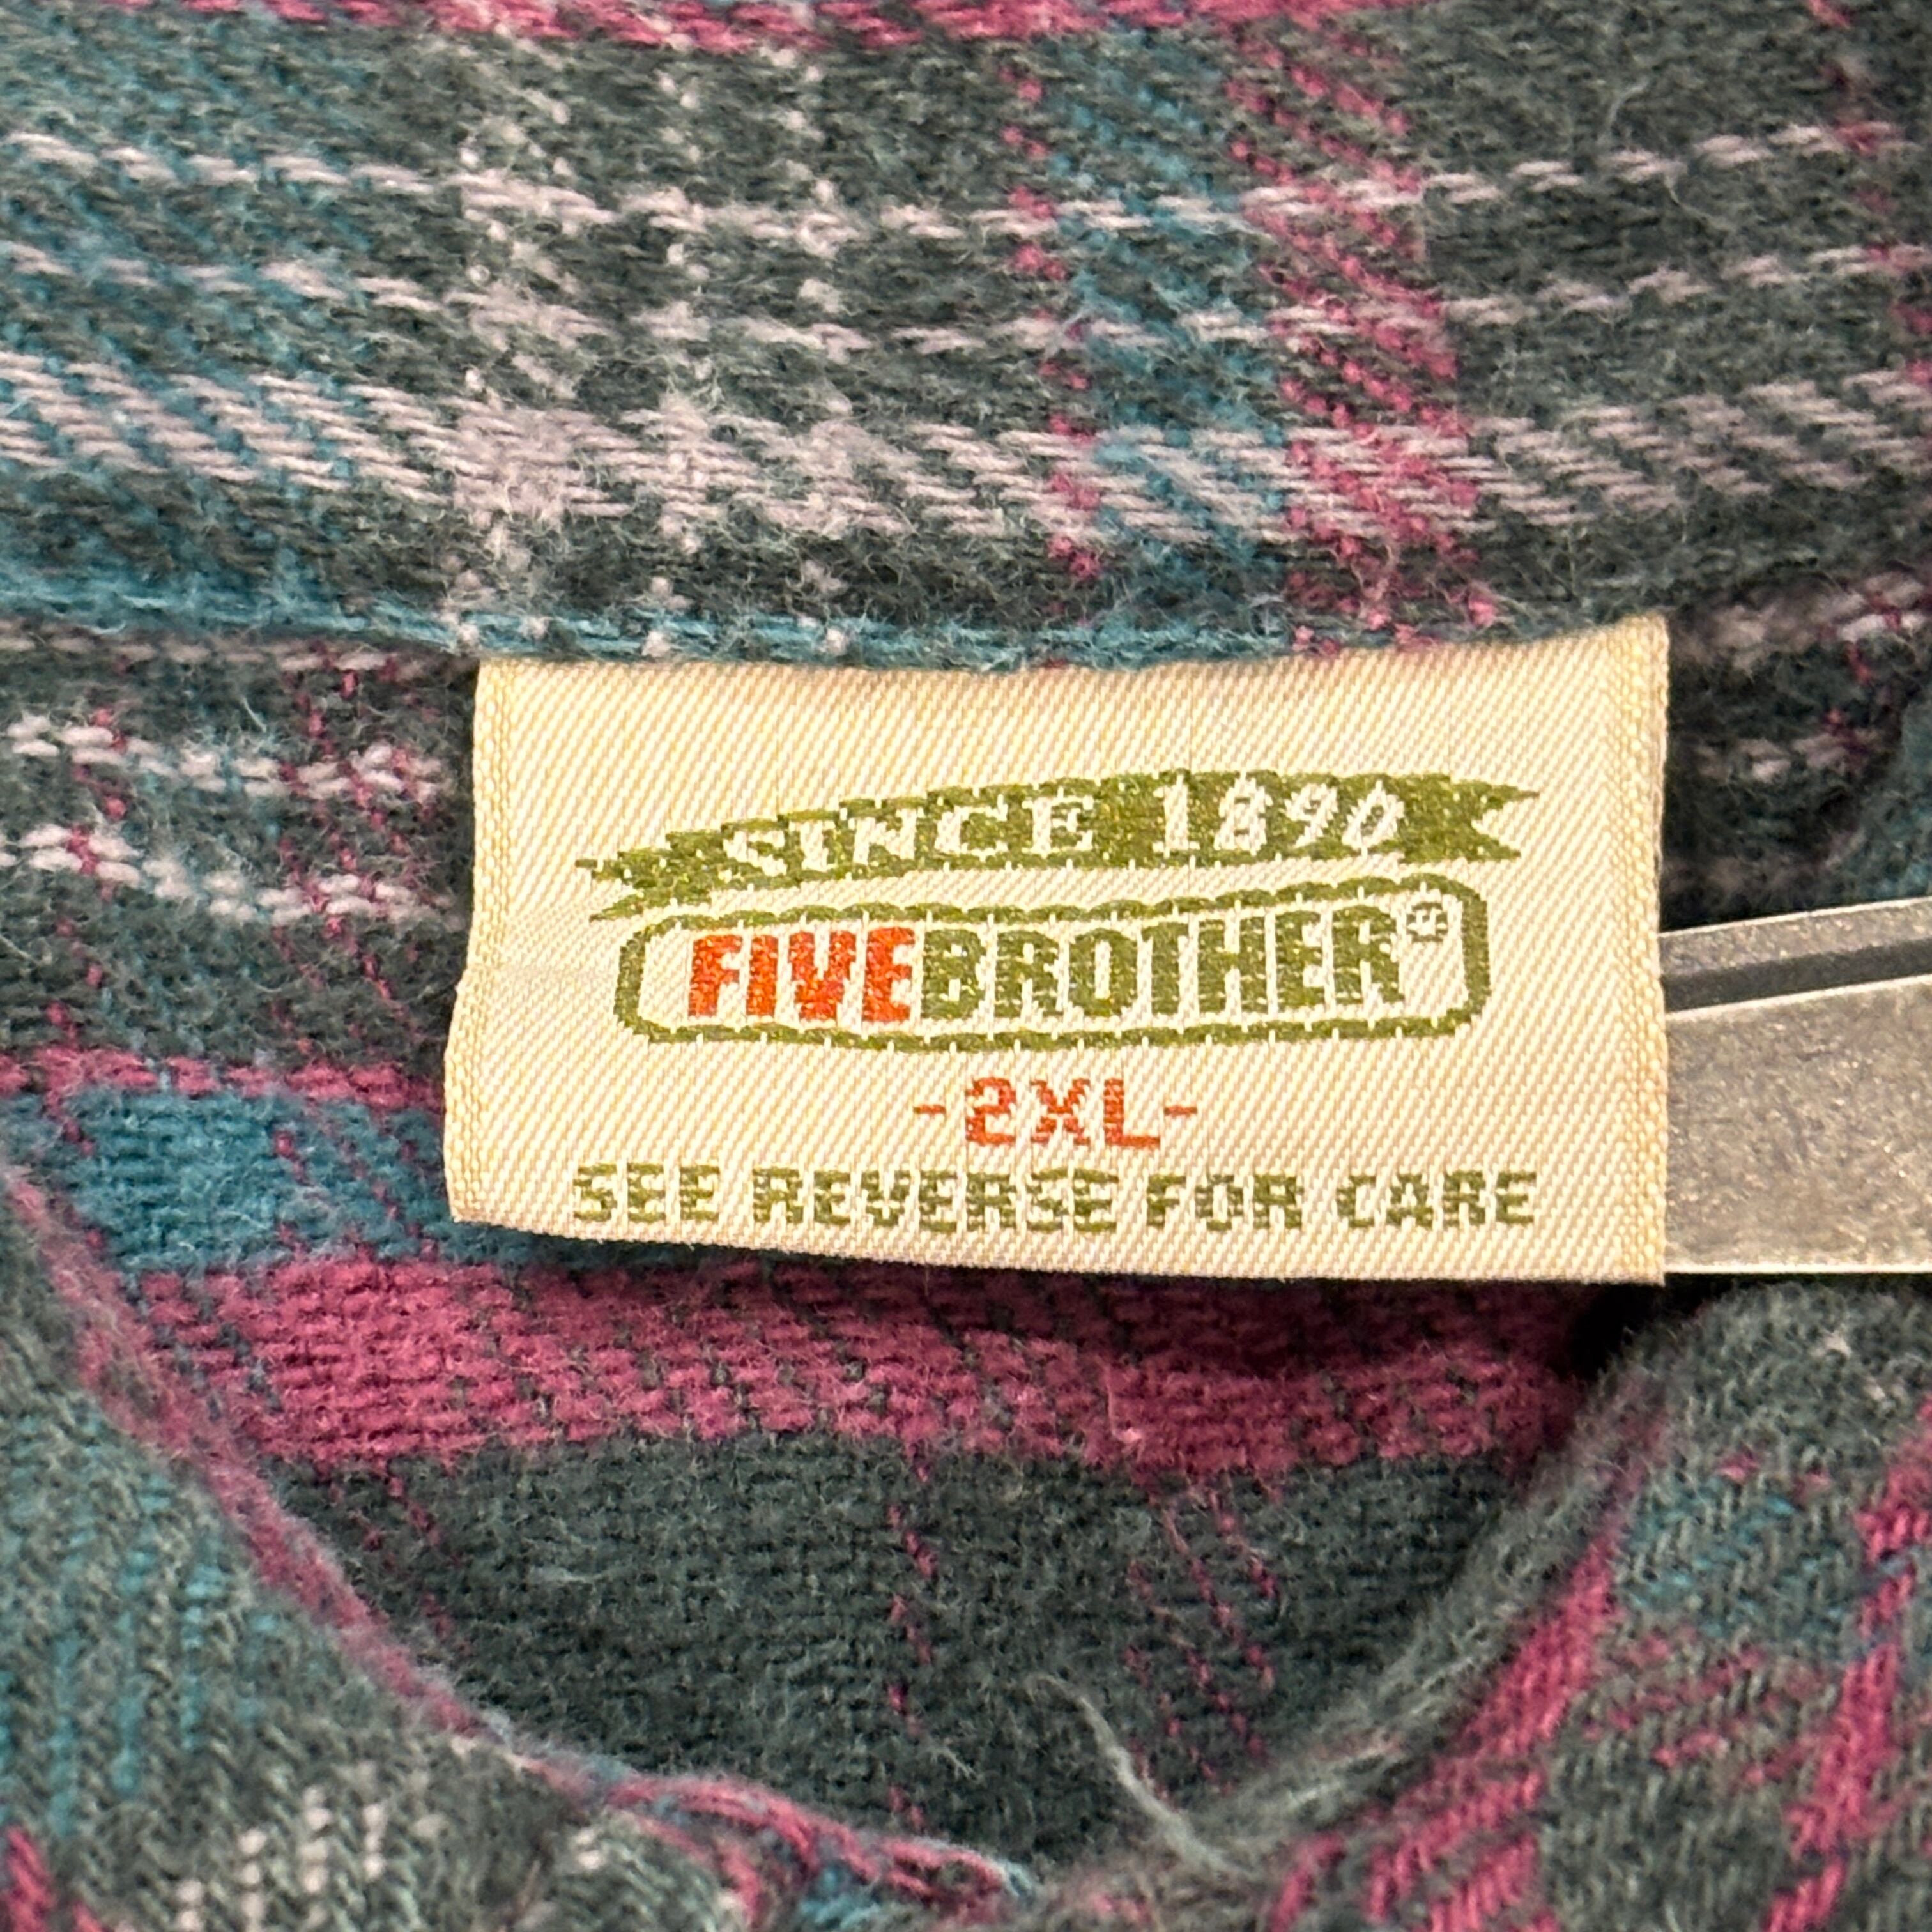 SINCE 1890
FIVEBROTHER®
-2XL-
SEE REVERSE FOR CARE